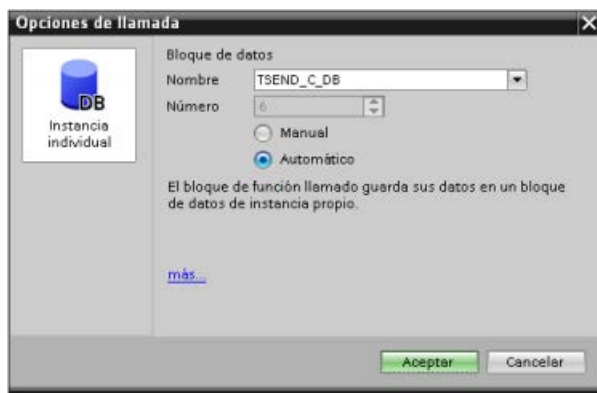 Opciones de llamada
Bloque de datos
Nombre TSEND_C_DB
Número 6
DB
Instancia
individual
Manual
Automático
El bloque de función llamado guarda sus datos en un bloque
de datos de instancia propio.
más...
Aceptar Cancelar